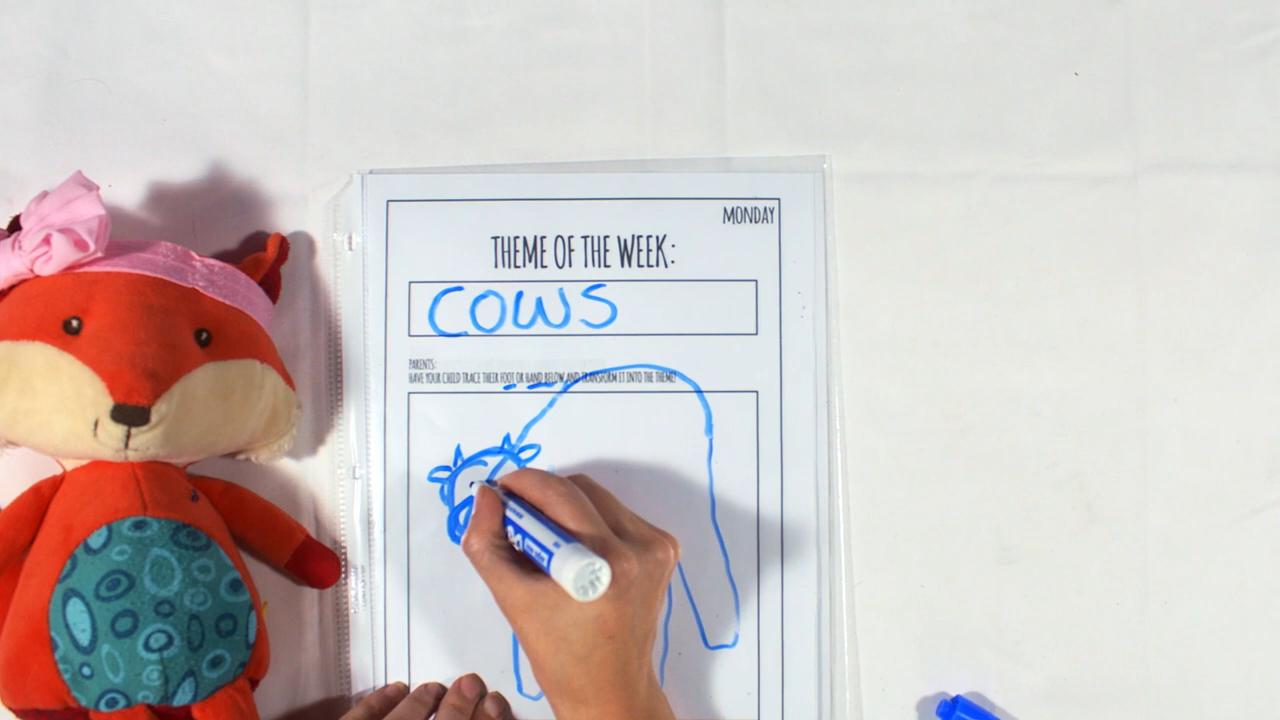 MONDAY
THEME OF THE WEEK:
COWS
PARENTS:
HAVE YOUR CHILD TRACE THEIR FOOT OR HAND BELOW AND TRANSFORM IT INTO THE THEME!